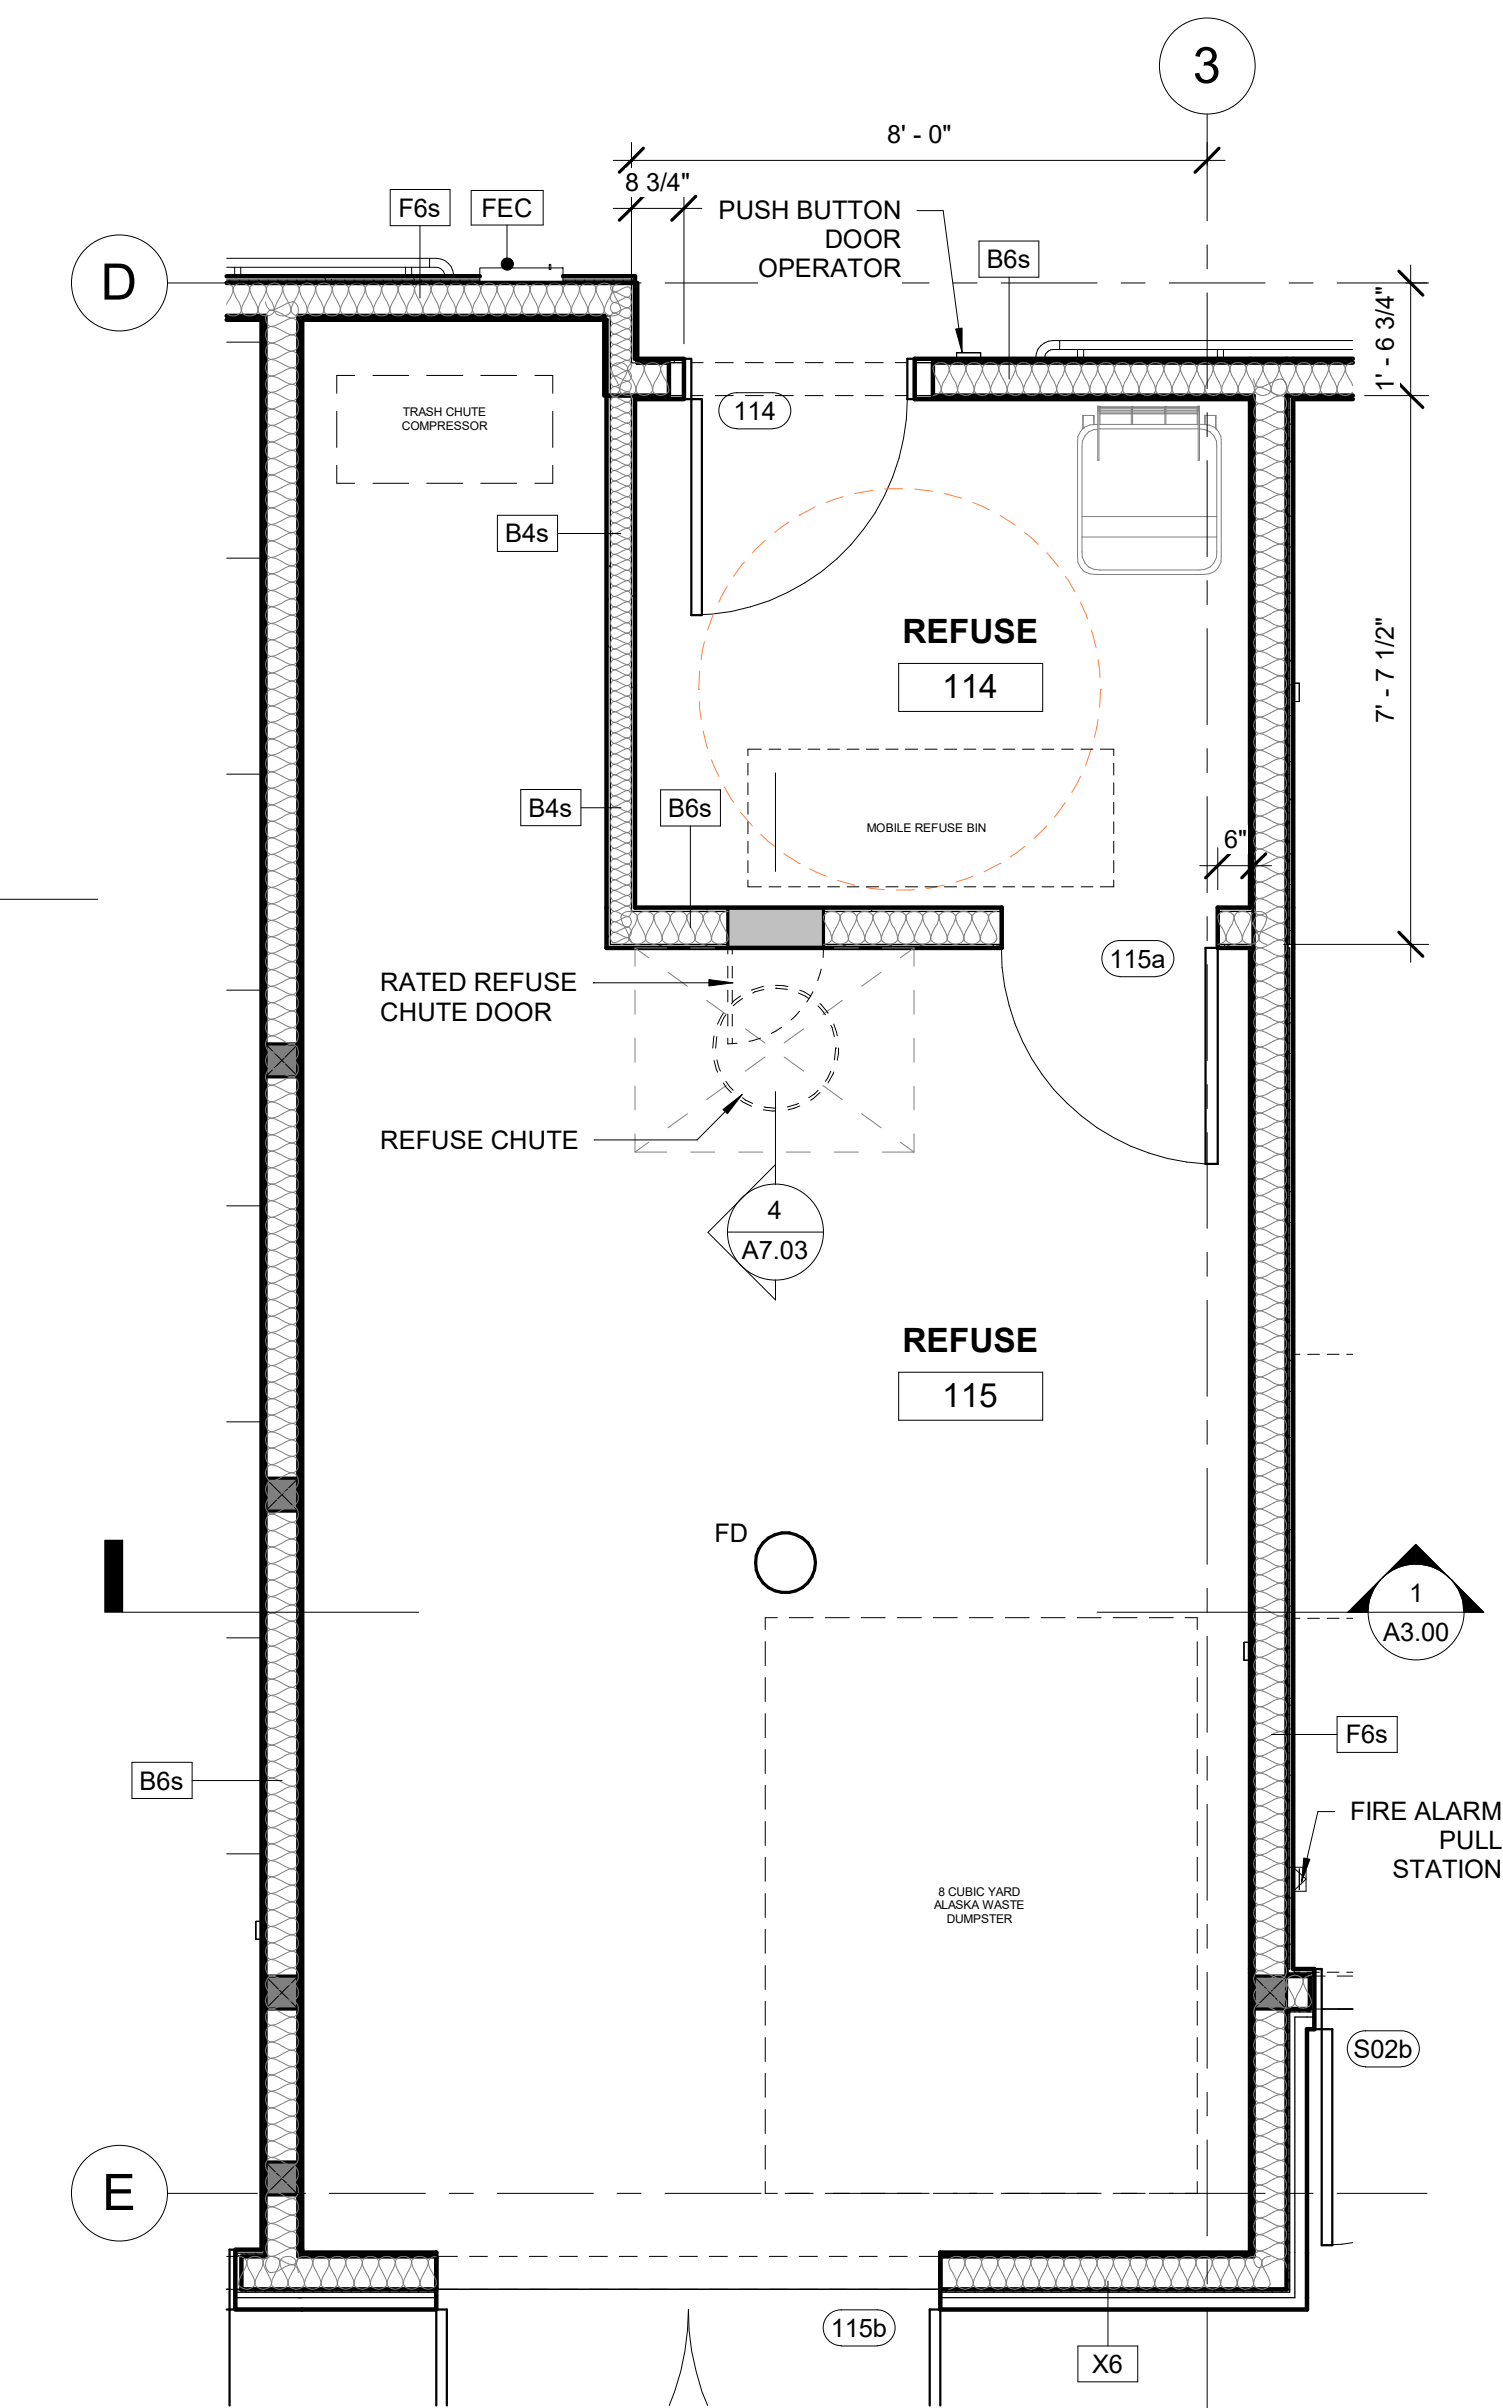 3
8' - 0"
8 3/4"
F6s
FEC
PUSH BUTTON
DOOR
OPERATOR
B6s
D
1' - 6 3/4"
114
TRASH CHUTE
COMPRESSOR
B4s
REFUSE
114
7' - 7 1/2"
B4s
B6s
MOBILE REFUSE BIN
6"
115a
RATED REFUSE
CHUTE DOOR
REFUSE CHUTE
4
A7.03
REFUSE
115
FD
1
A3.00
F6s
B6s
FIRE ALARM
PULL
STATION
8 CUBIC YARD
ALASKA WASTE
DUMPSTER
S02b
E
115b
X6